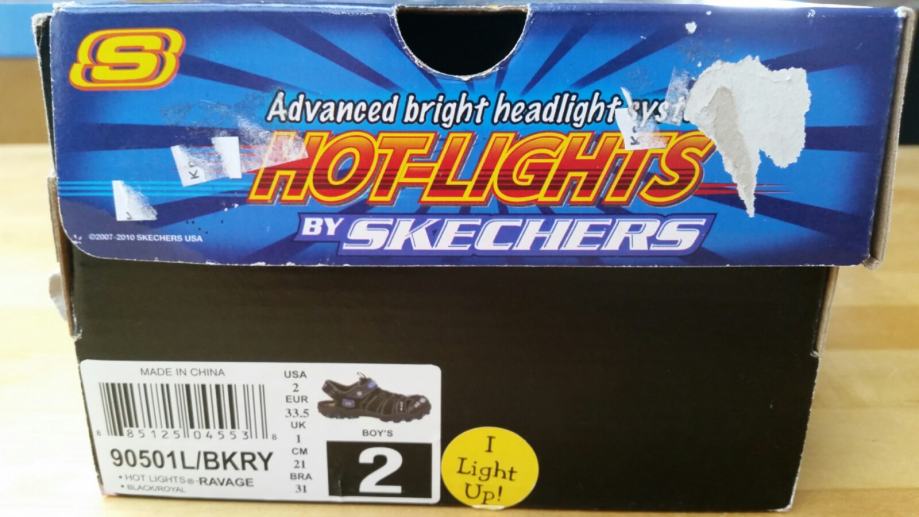 S
Advanced bright headlight
HOT-LIGHTS
BY SKECHERS
©2007-2010 SKECHERS USA
MADE IN CHINA
8 85125 04553 8
90501L/BKRY
• HOT LIGHTS® - RAVAGE
• BLACK/ROYAL
USA
2
EUR
33.5
UK
1
CM
21
BRA
31
BOY'S
2
I
Light
Up!